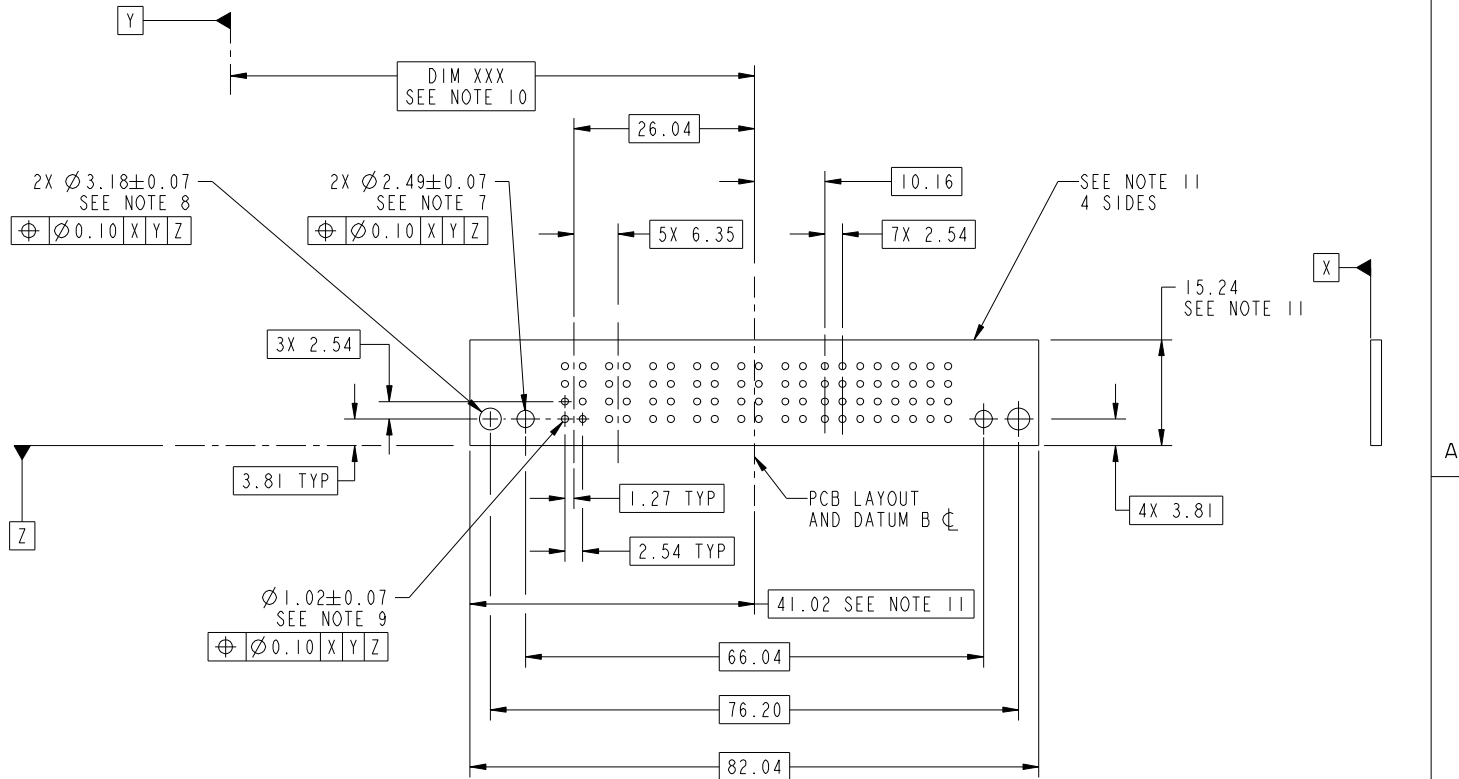 Y
DIM XXX
SEE NOTE 10
26.04
2X Ø3.18±0.07
SEE NOTE 8
⌖ Ø0.10 X Y Z
2X Ø2.49±0.07
SEE NOTE 7
⌖ Ø0.10 X Y Z
10.16
SEE NOTE 11
4 SIDES
5X 6.35
7X 2.54
X
15.24
SEE NOTE 11
3X 2.54
A
3.81 TYP
1.27 TYP
PCB LAYOUT
AND DATUM B ℄
4X 3.81
Z
2.54 TYP
Ø1.02±0.07
SEE NOTE 9
⌖ Ø0.10 X Y Z
41.02 SEE NOTE 11
66.04
76.20
82.04